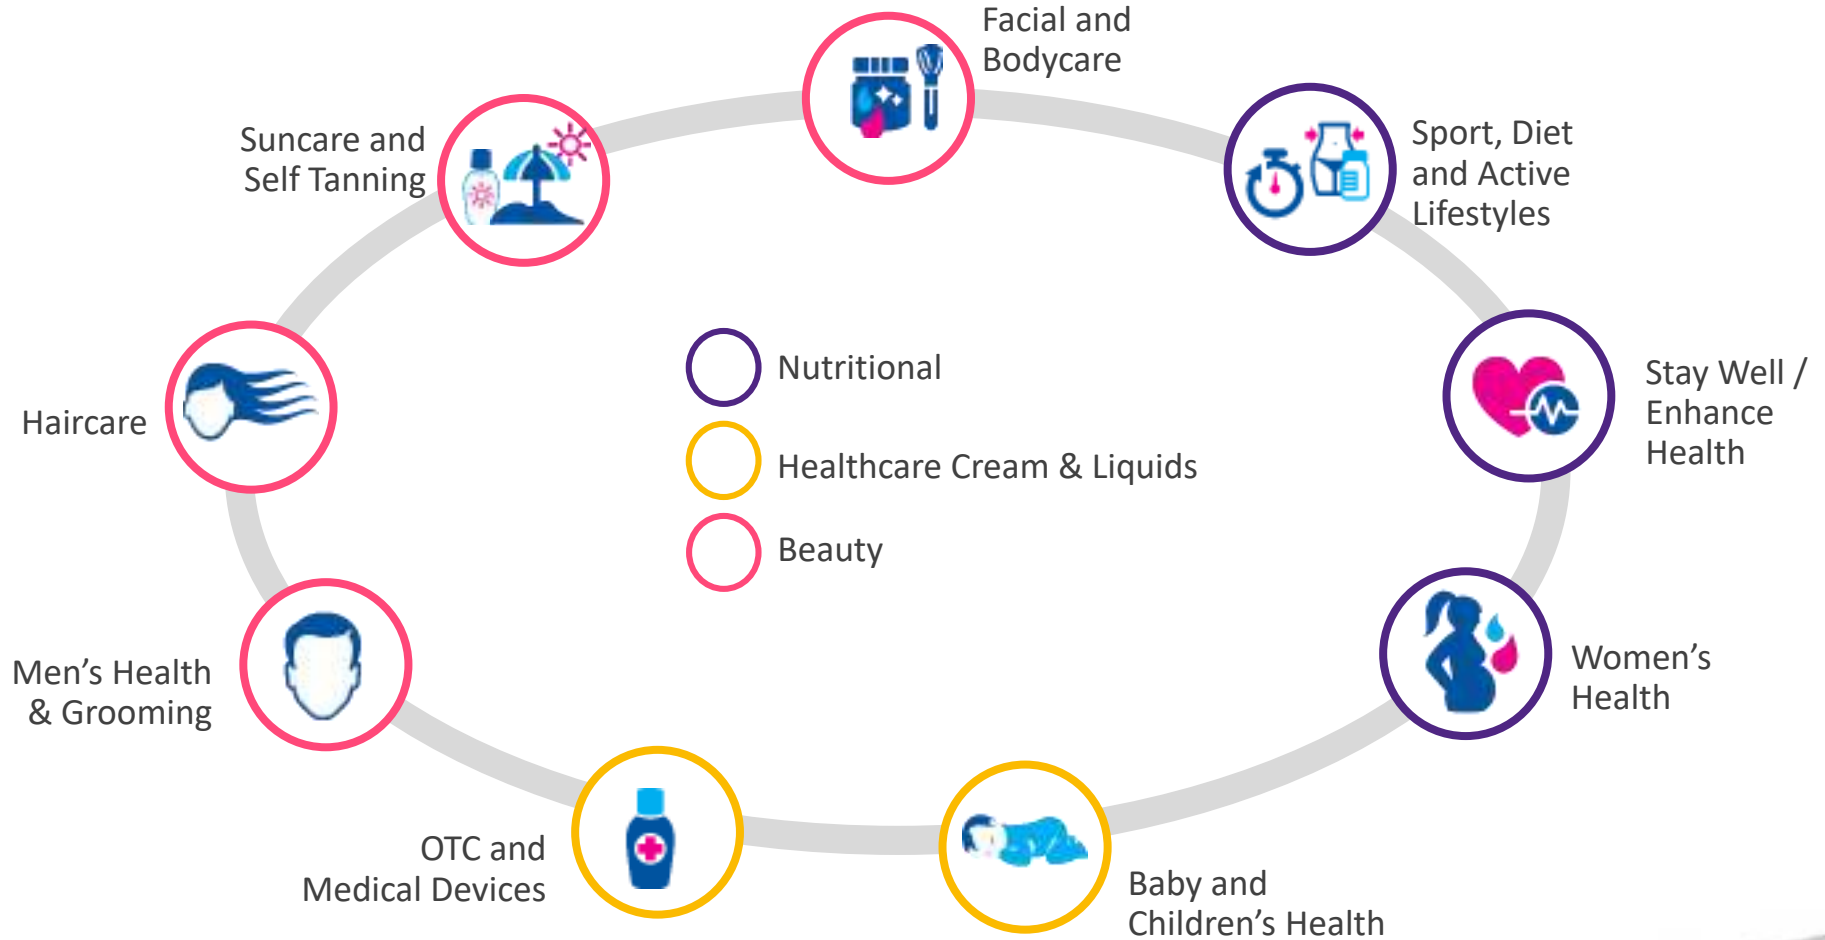 Facial and
Bodycare
Suncare and
Self Tanning
Sport, Diet
and Active
Lifestyles
Haircare
Nutritional
Healthcare Cream & Liquids
Beauty
Stay Well /
Enhance
Health
Men’s Health
& Grooming
Women’s
Health
OTC and
Medical Devices
Baby and
Children’s Health